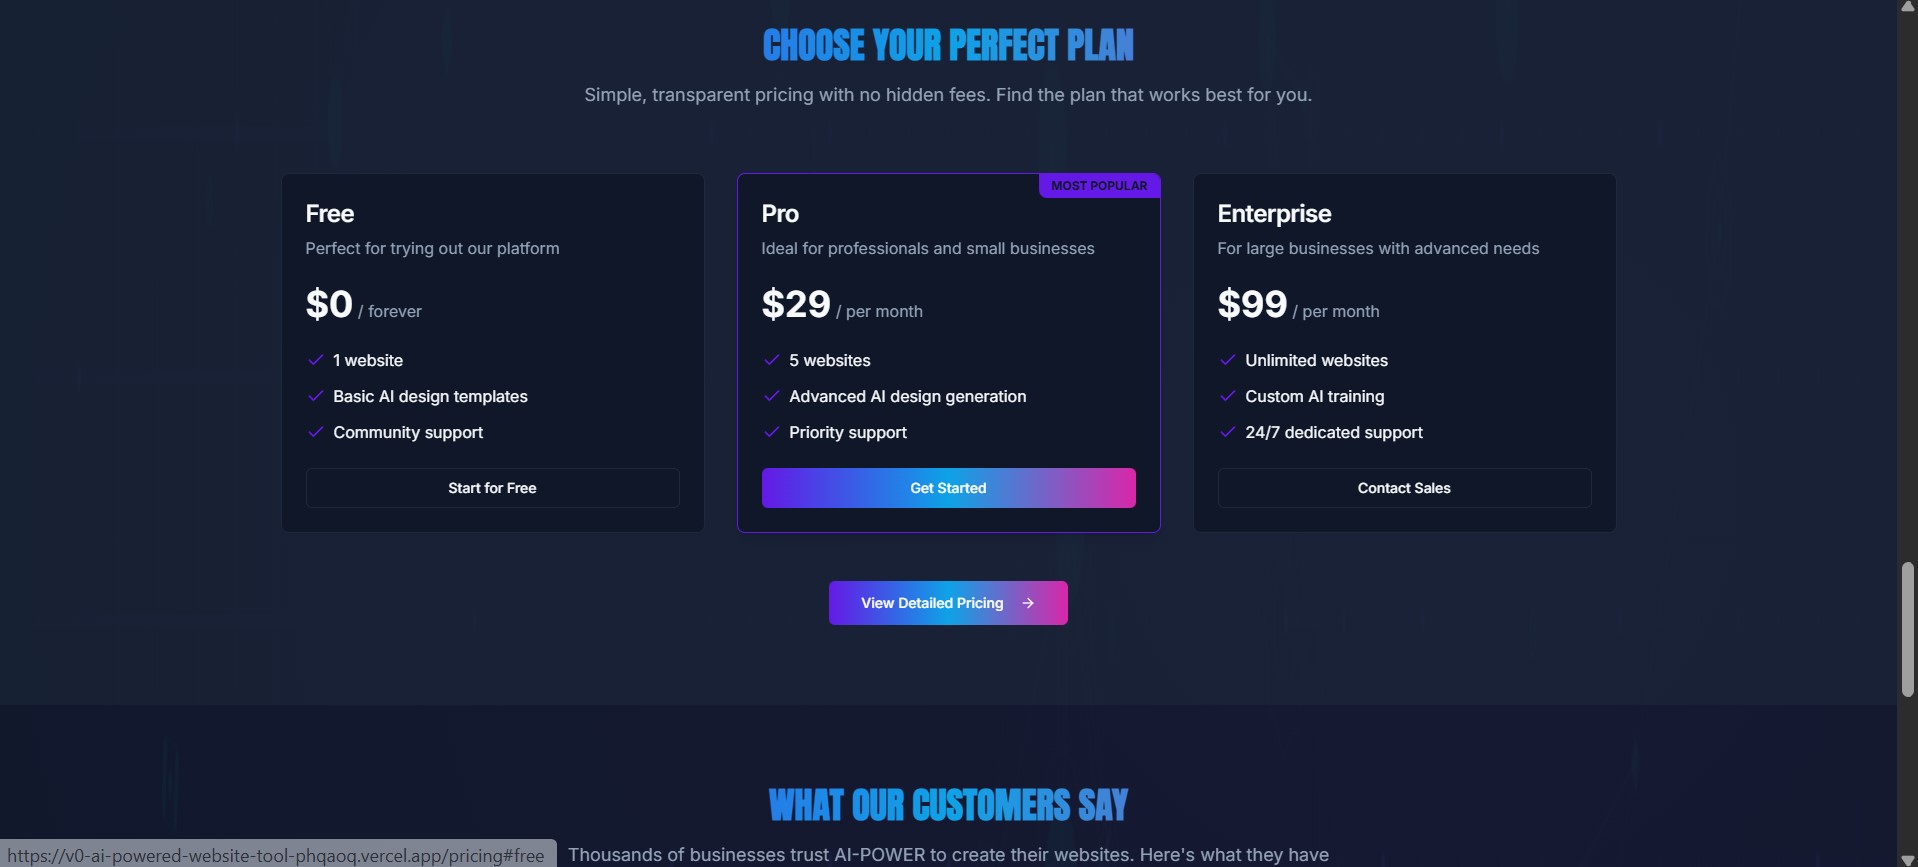 CHOOSE YOUR PERFECT PLAN
Simple, transparent pricing with no hidden fees. Find the plan that works best for you.
Free
Perfect for trying out our platform
$0 / forever
1 website
Basic AI design templates
Community support
Start for Free
MOST POPULAR
Pro
Ideal for professionals and small businesses
$29 / per month
5 websites
Advanced AI design generation
Priority support
Get Started
Enterprise
For large businesses with advanced needs
$99 / per month
Unlimited websites
Custom AI training
24/7 dedicated support
Contact Sales
View Detailed Pricing →
WHAT OUR CUSTOMERS SAY
Thousands of businesses trust AI-POWER to create their websites. Here's what they have
https://v0-ai-powered-website-tool-phqaoq.vercel.app/pricing#free